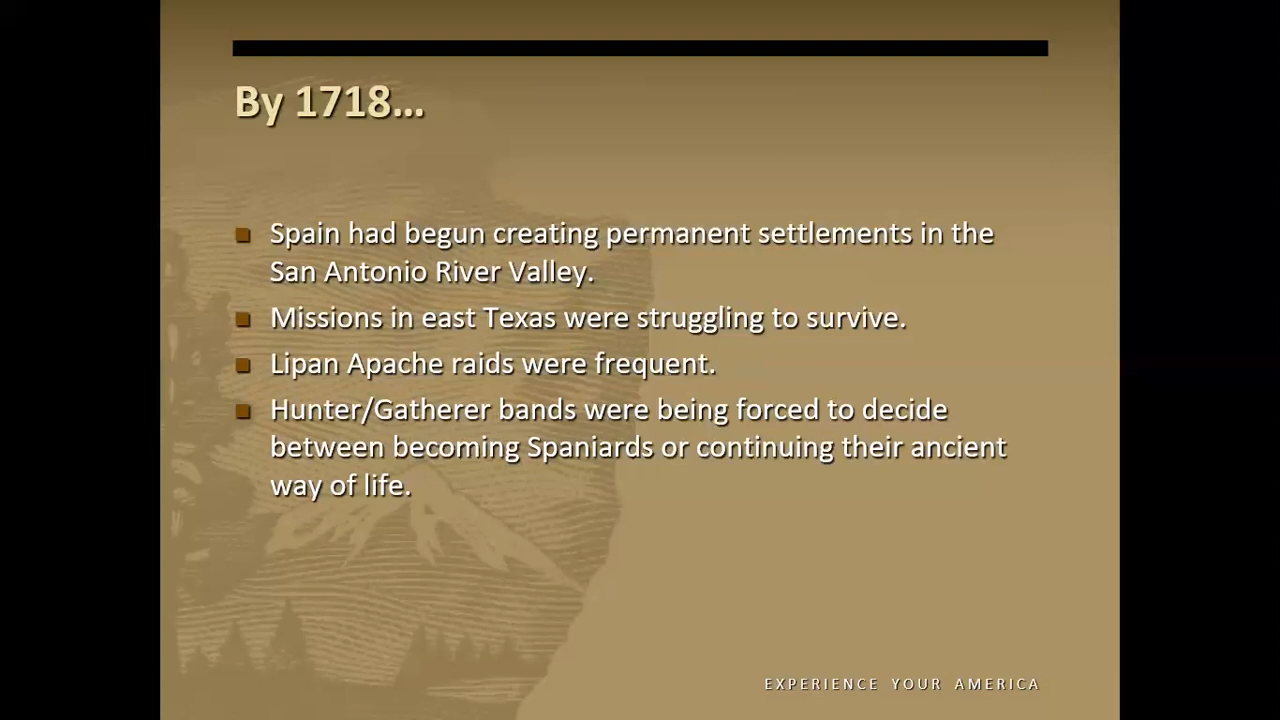 By 1718...
Spain had begun creating permanent settlements in the
San Antonio River Valley.
Missions in east Texas were struggling to survive.
Lipan Apache raids were frequent.
Hunter/Gatherer bands were being forced to decide
between becoming Spaniards or continuing their ancient
way of life.
EXPERIENCE YOUR AMERICA